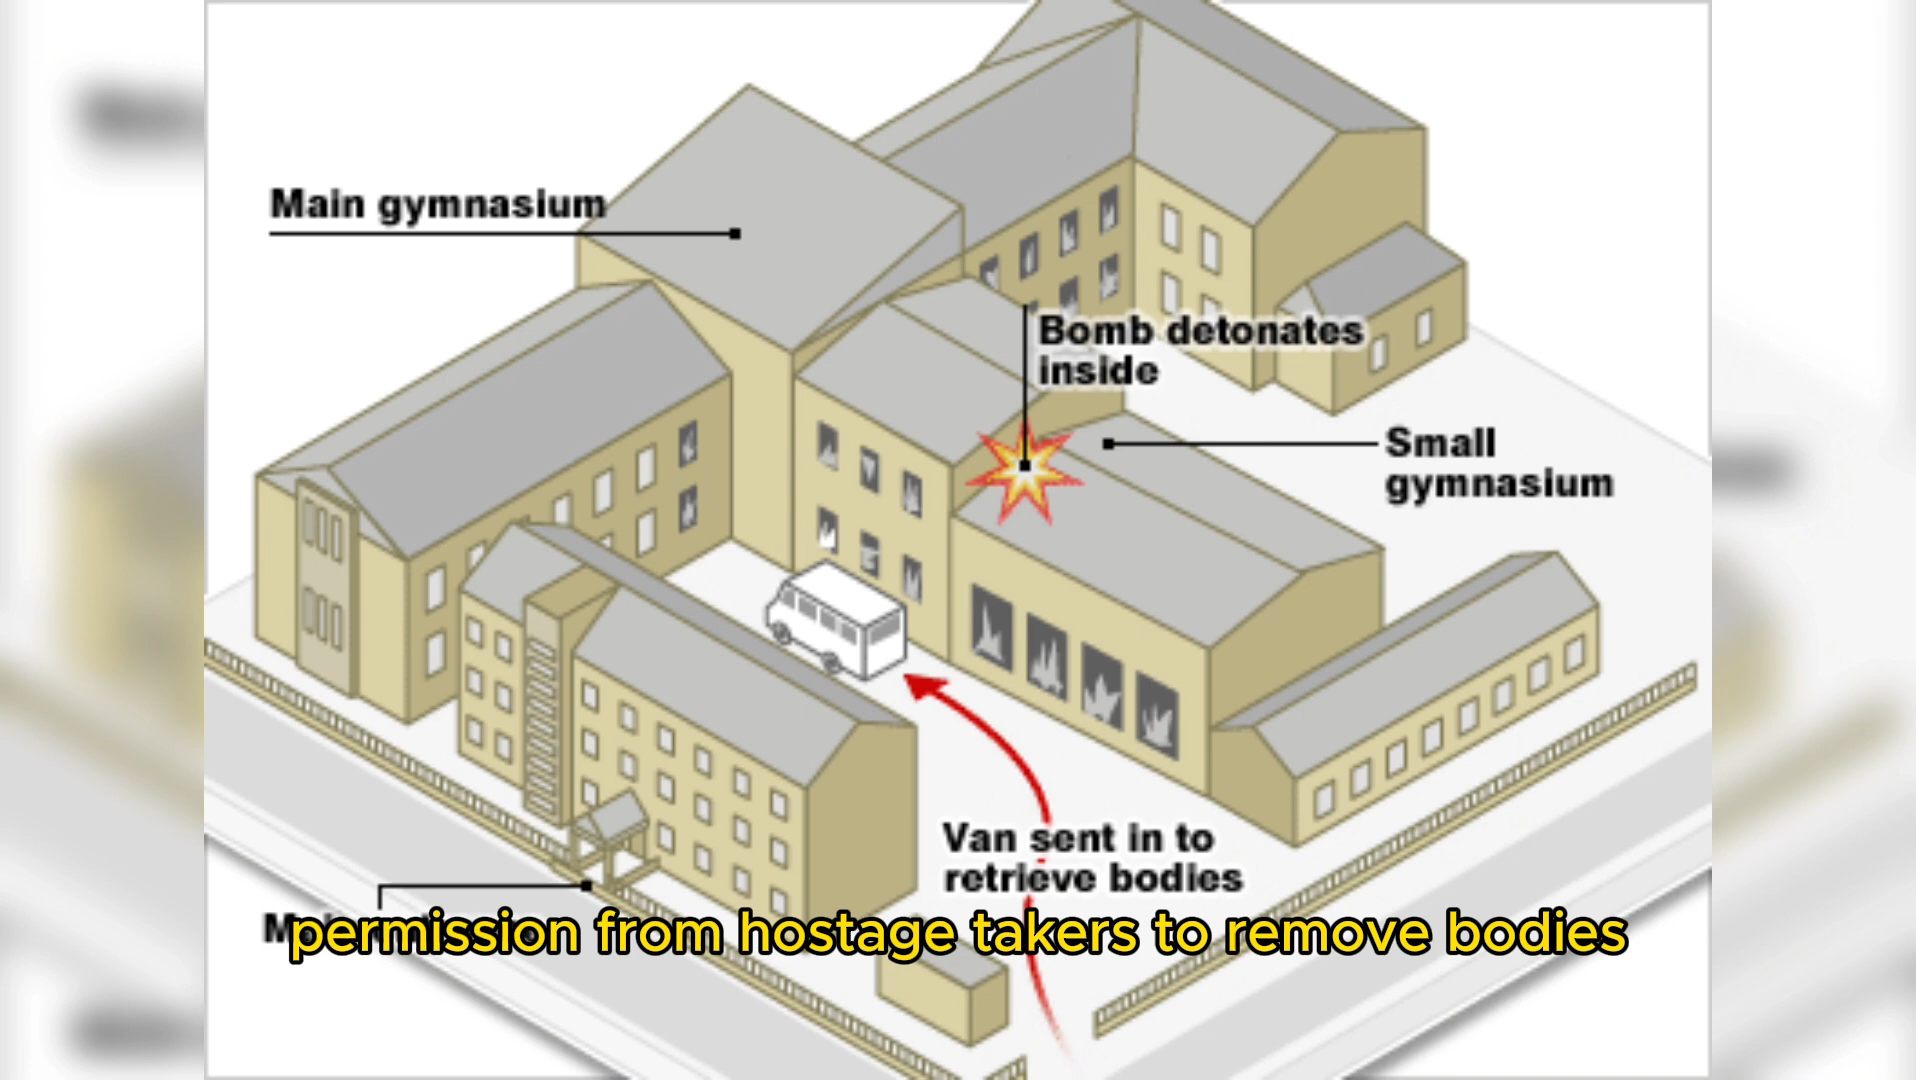 Main gymnasium
Bomb detonates
inside
Small
gymnasium
Van sent in to
retrieve bodies
permission from hostage takers to remove bodies